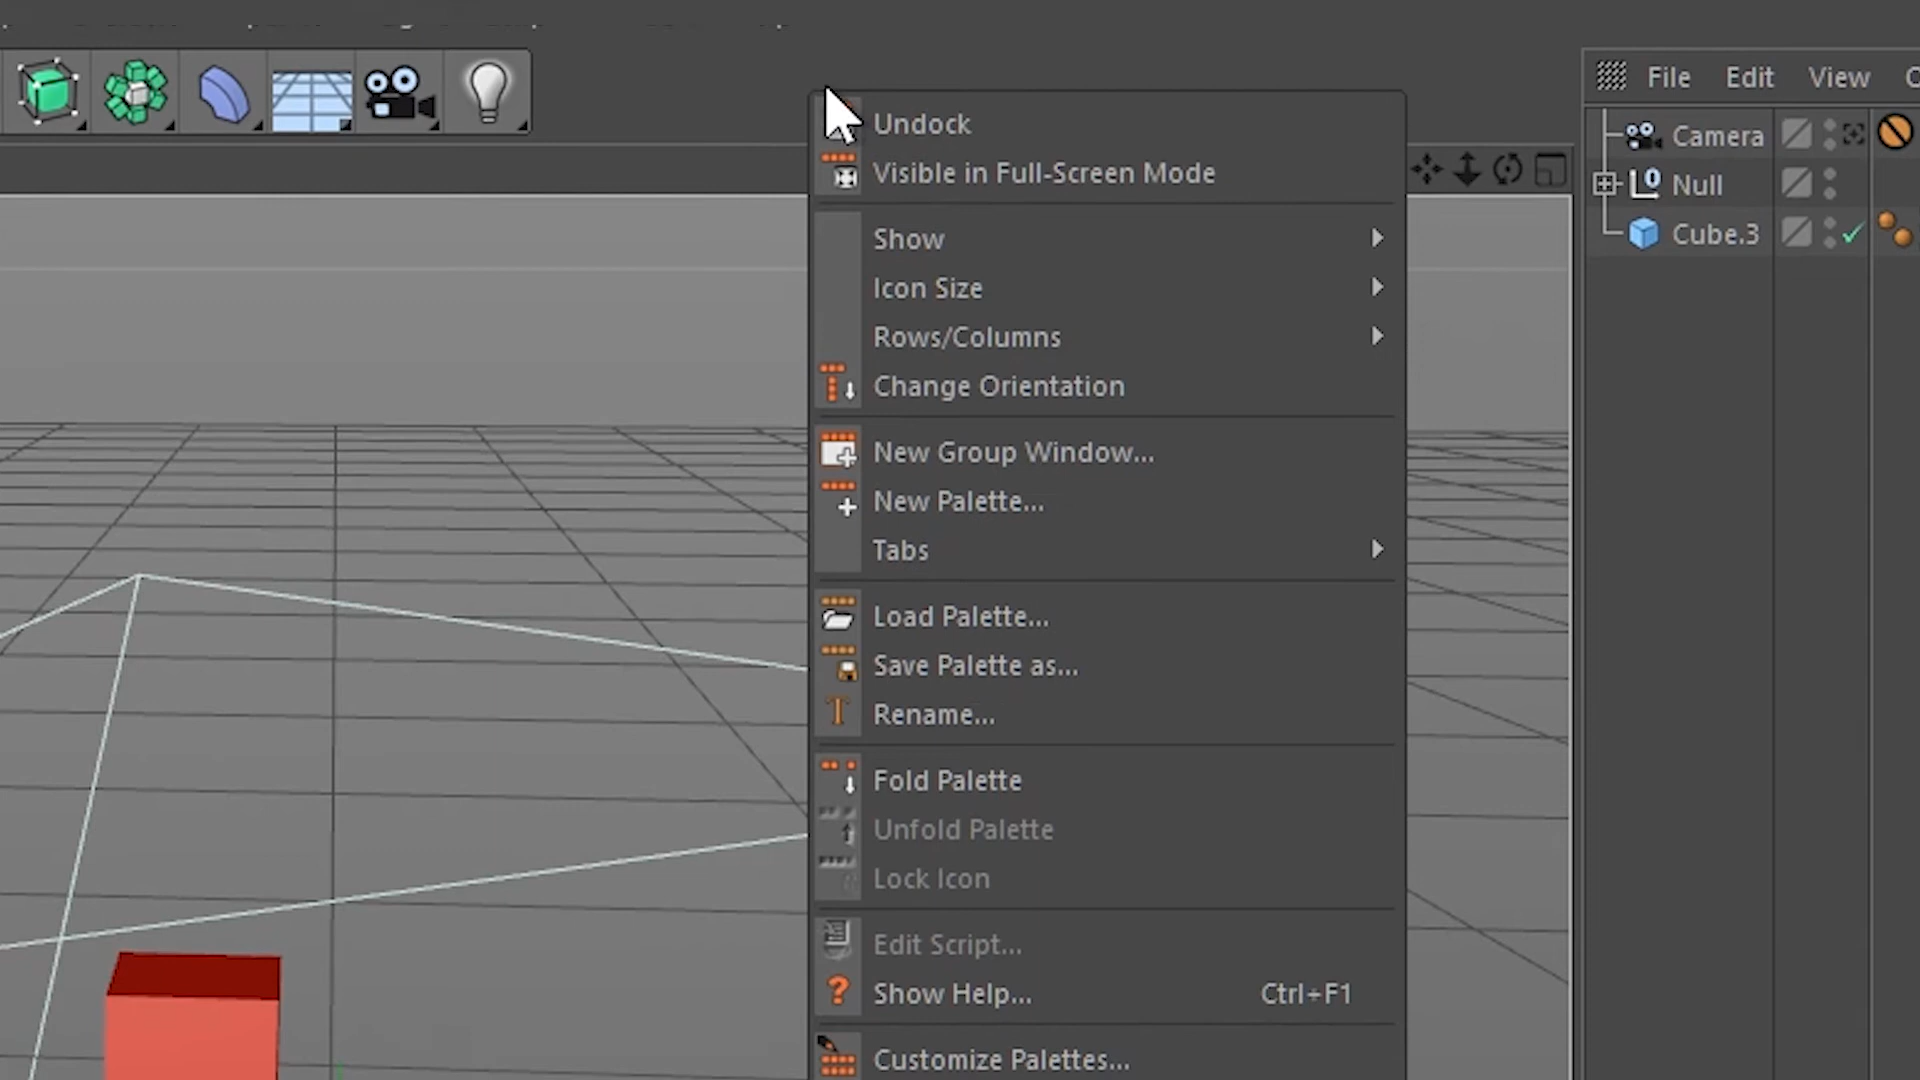 Undock
Visible in Full-Screen Mode
Show
Icon Size
Rows/Columns
Change Orientation
New Group Window...
New Palette...
Tabs
Load Palette...
Save Palette as...
Rename...
Fold Palette
Unfold Palette
Lock Icon
Edit Script...
Show Help... Ctrl+F1
Customize Palettes...
File Edit View
Camera
Null
Cube.3